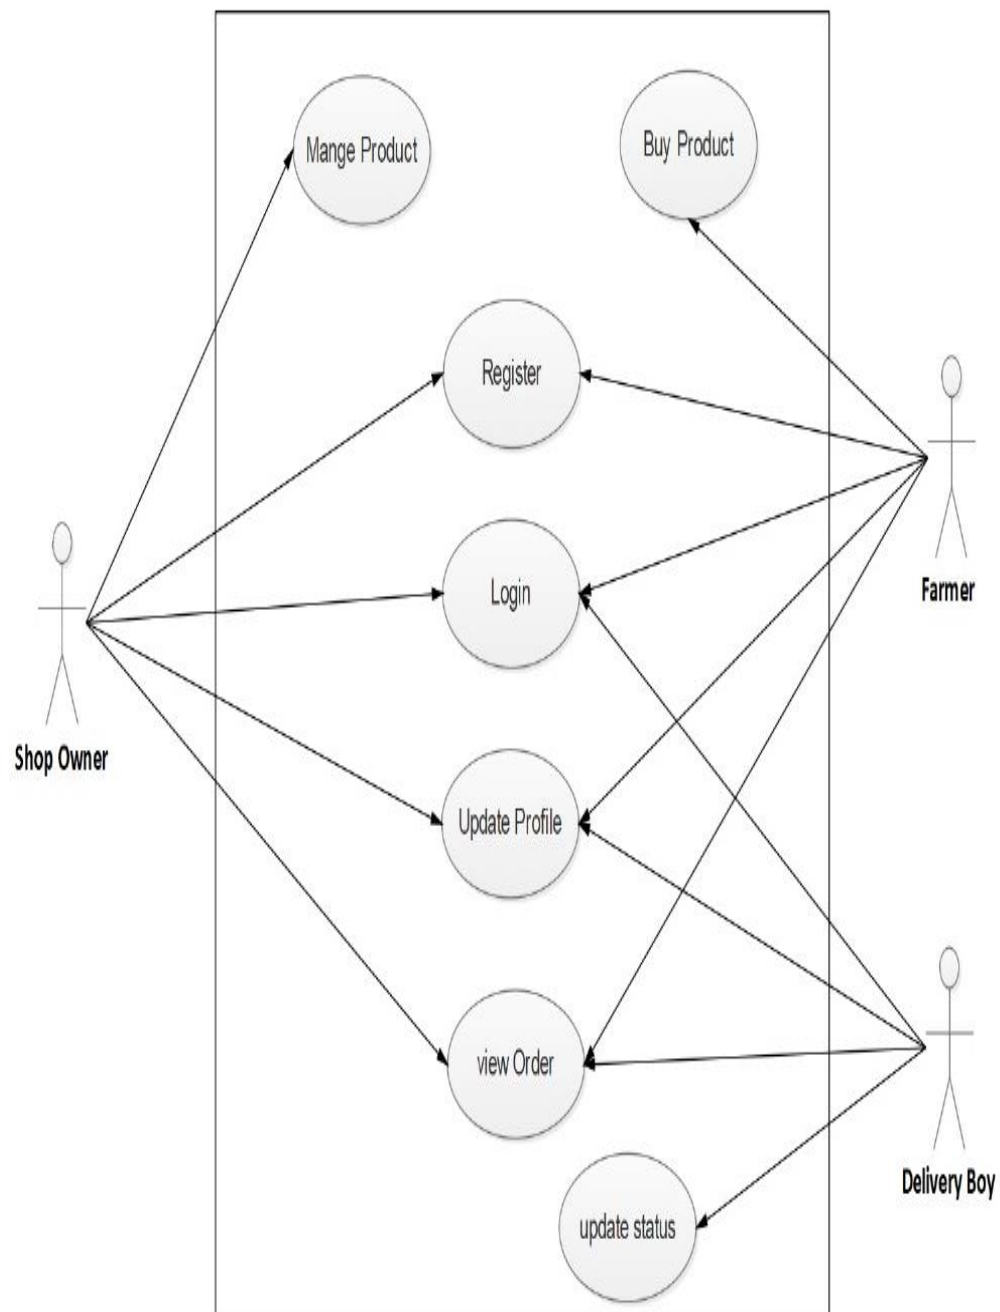 Mange Product
Buy Product
Register
Login
Farmer
Shop Owner
Update Profile
view Order
Delivery Boy
update status